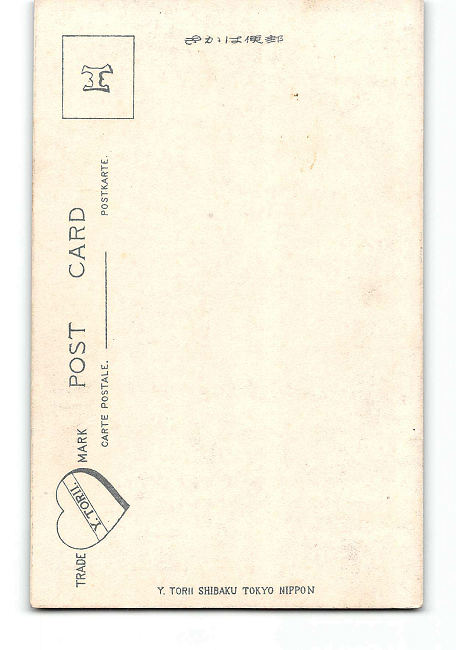 きかは便郵
POST CARD
CARTE POSTALE.
POSTKARTE.
TRADE MARK
Y. TORII.
Y. TORII SHIBAKU TOKYO NIPPON